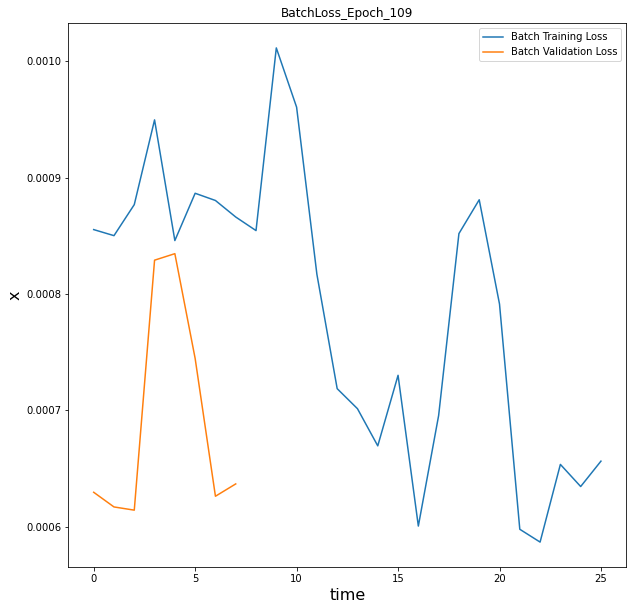 BatchLoss_Epoch_109
Batch Training Loss
Batch Validation Loss
0.0010
0.0009
0.0008
0.0007
0.0006
x
0 5 10 15 20 25
time